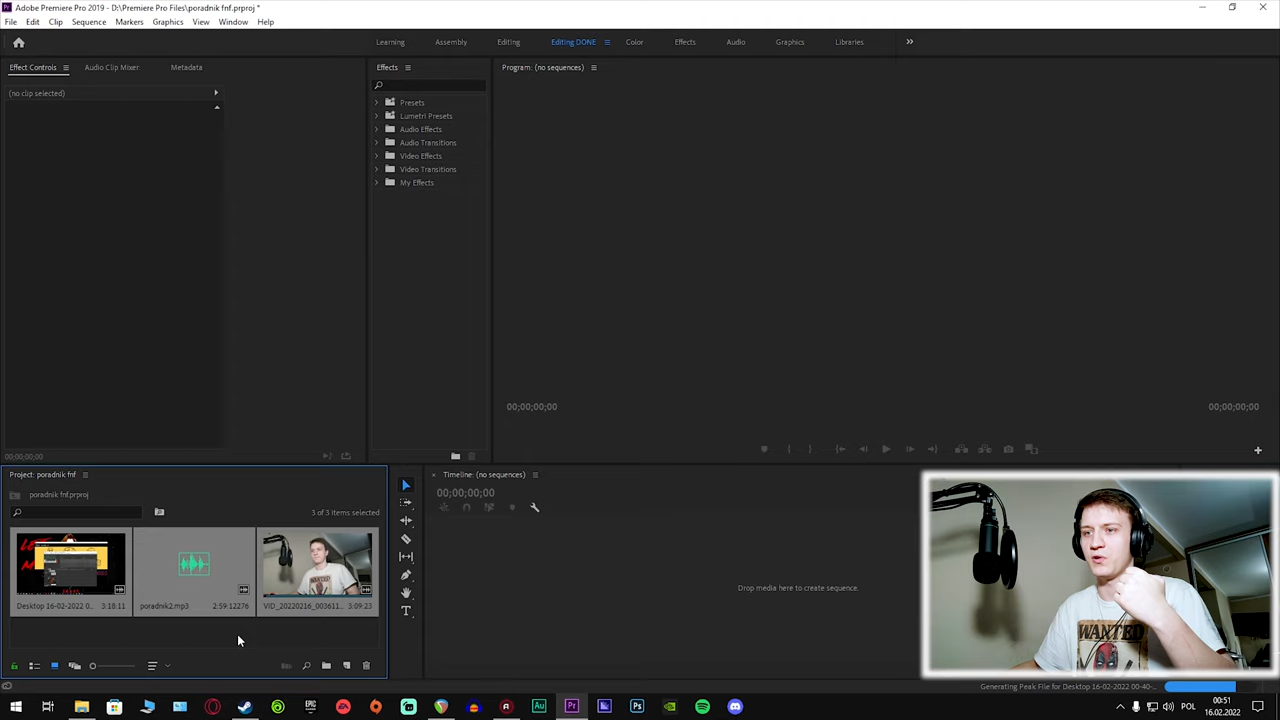 Adobe Premiere Pro 2019 - D:\Premiere Pro Files\poradnik fnf.prproj *
File Edit Clip Sequence Markers Graphics View Window Help
Learning Assembly Editing Editing DONE Color Effects Audio Graphics Libraries
Effect Controls Audio Clip Mixer Metadata
(no clip selected)
00;00;00;00
Effects
Presets
Lumetri Presets
Audio Effects
Audio Transitions
Video Effects
Video Transitions
My Effects
Program: (no sequences)
00;00;00;00 00;00;00;00
Project: poradnik fnf
poradnik fnf.prproj
3 of 3 items selected
Desktop 16-02-2022 0... 3:18:11
poradnik2.mp3 2:59:12276
VID_20220216_003611... 3:09:23
Timeline: (no sequences)
00;00;00;00
Drop media here to create sequence.
WANTED
Generating Peak File for Desktop 16-02-2022 00-40-...
POL
00:51
16.02.2022